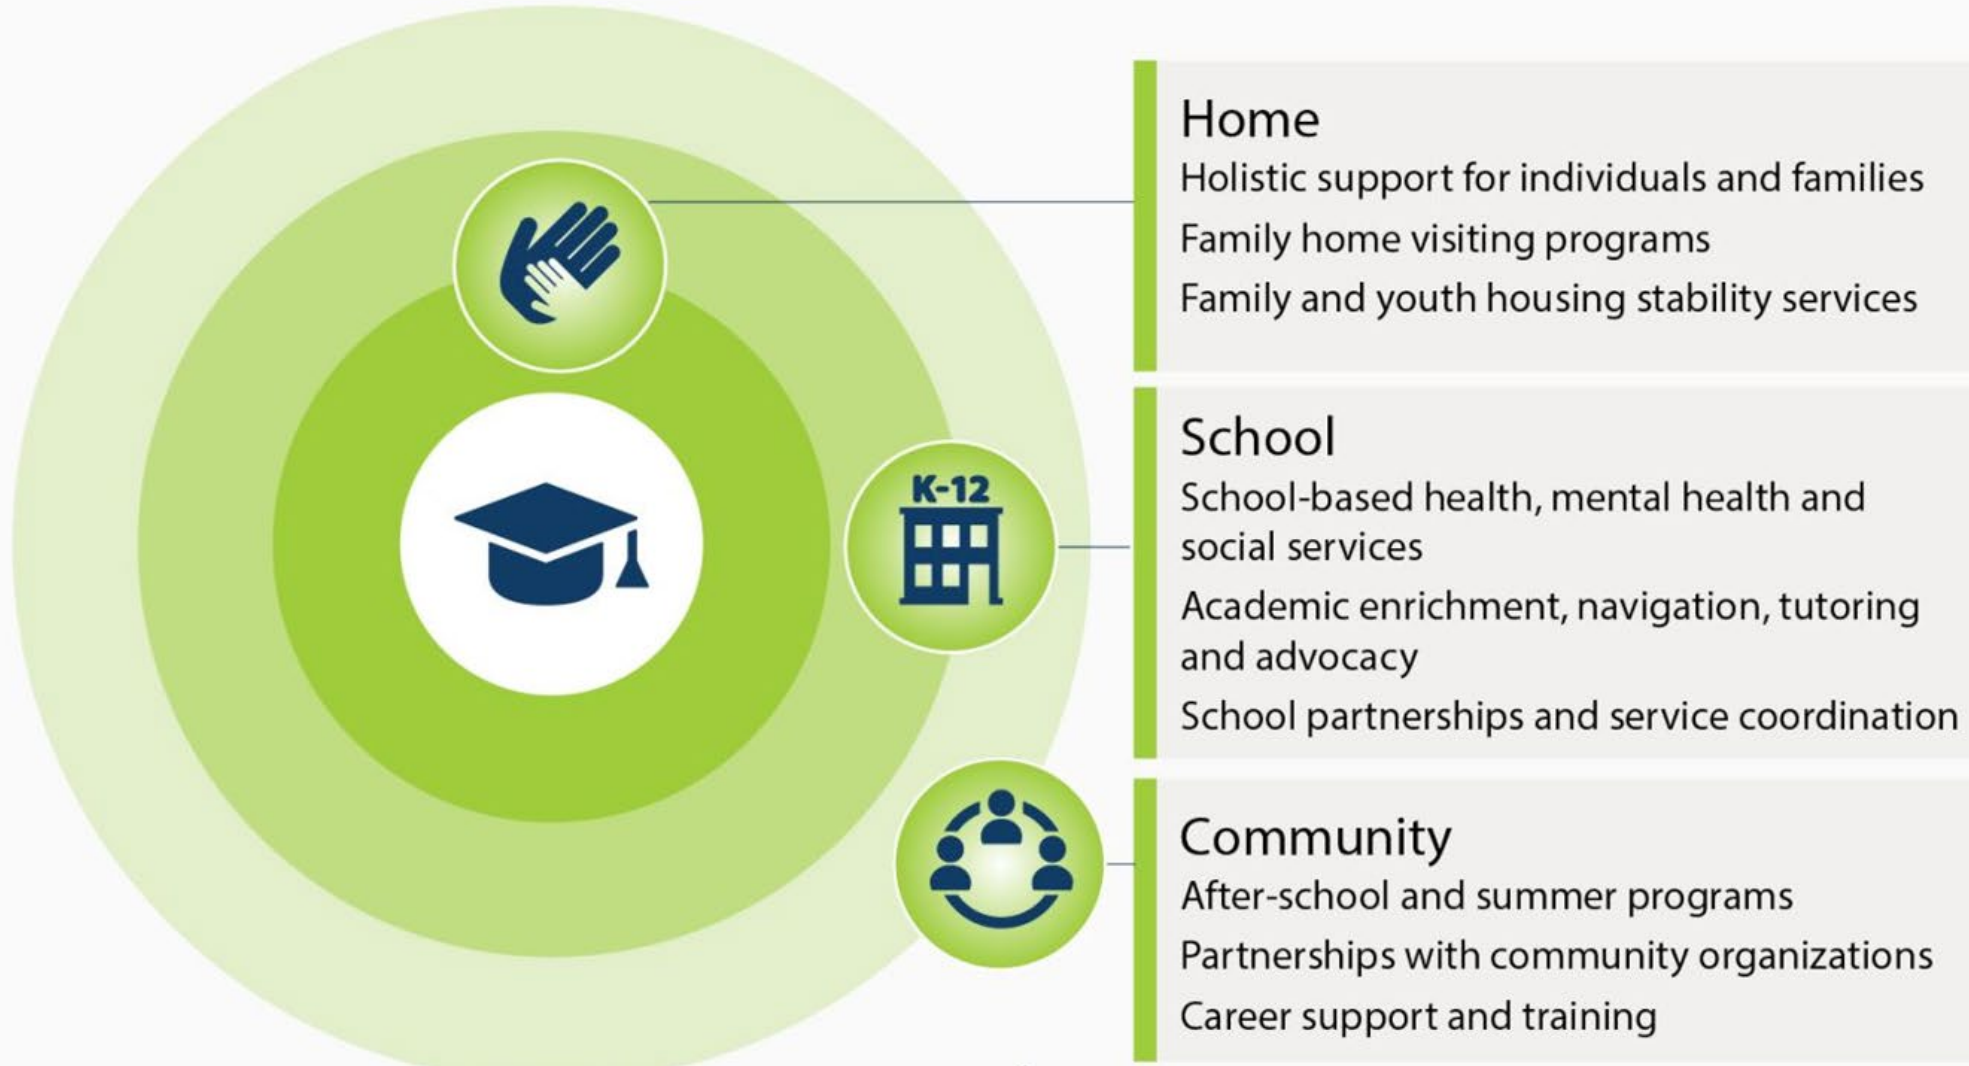 Home
Holistic support for individuals and families
Family home visiting programs
Family and youth housing stability services
K-12
School
School-based health, mental health and
social services
Academic enrichment, navigation, tutoring
and advocacy
School partnerships and service coordination
Community
After-school and summer programs
Partnerships with community organizations
Career support and training